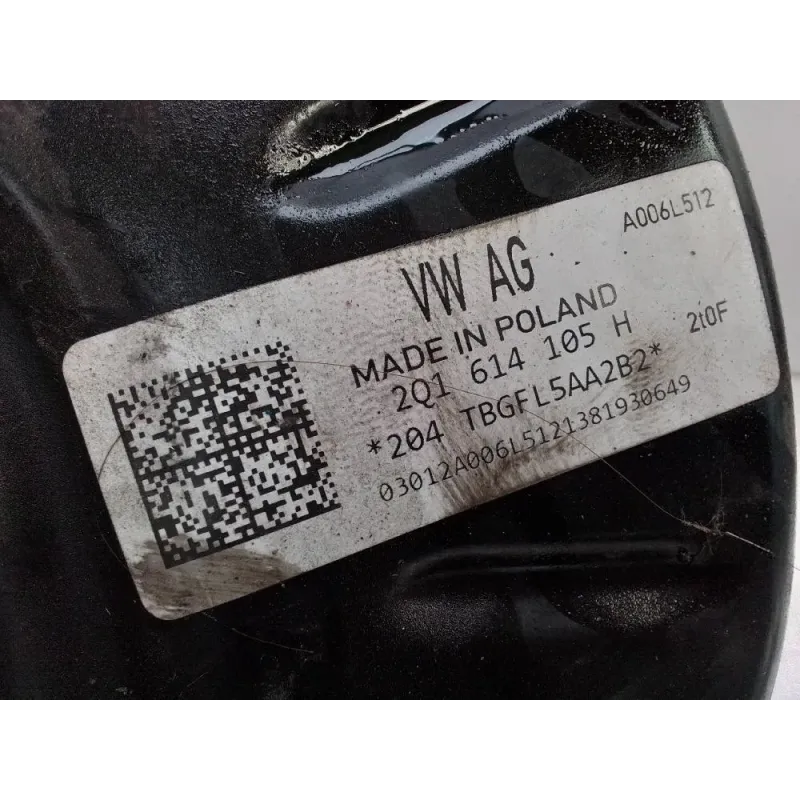 A006L512
VW AG
MADE IN POLAND
2Q1 614 105 H 2t0F
*204 TBGFL5AA2B2*
03012A006L5121381930649